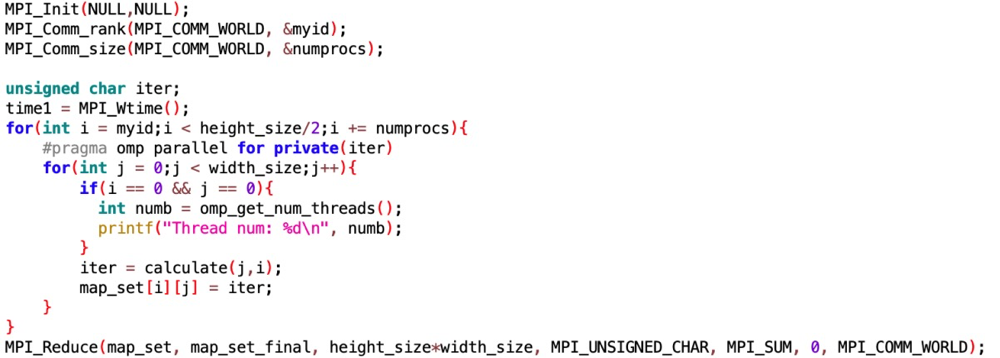 MPI_Init(NULL,NULL);
MPI_Comm_rank(MPI_COMM_WORLD, &myid);
MPI_Comm_size(MPI_COMM_WORLD, &numprocs);

unsigned char iter;
time1 = MPI_Wtime();
for(int i = myid;i < height_size/2;i += numprocs){
    #pragma omp parallel for private(iter)
    for(int j = 0;j < width_size;j++){
        if(i == 0 && j == 0){
          int numb = omp_get_num_threads();
          printf("Thread num: %d\n", numb);
        }
        iter = calculate(j,i);
        map_set[i][j] = iter;
    }
}
MPI_Reduce(map_set, map_set_final, height_size*width_size, MPI_UNSIGNED_CHAR, MPI_SUM, 0, MPI_COMM_WORLD);